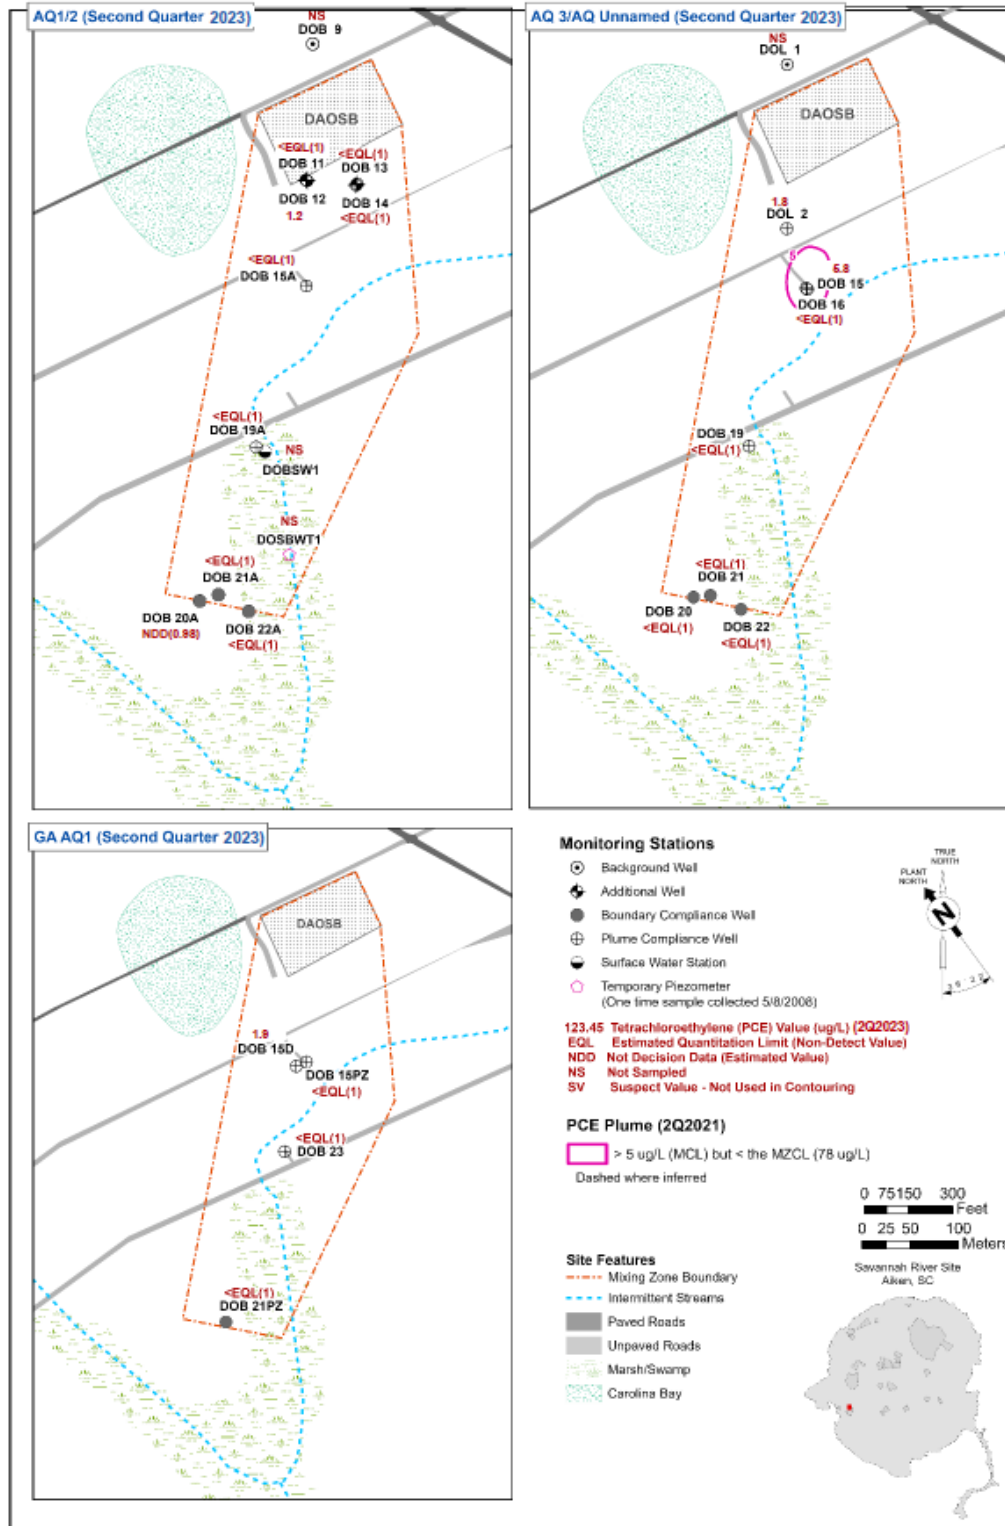 AQ1/2 (Second Quarter 2023)
NS
DOB 9
DAOSB
<EQL(1)
DOB 11
<EQL(1)
DOB 13
DOB 12
DOB 14
1.2
<EQL(1)
<EQL(1)
DOB 15A
<EQL(1)
DOB 19A
NS
DOBSW1
NS
DOSBWT1
<EQL(1)
DOB 21A
DOB 20A
NDD(0.98)
DOB 22A
<EQL(1)
AQ 3/AQ Unnamed (Second Quarter 2023)
NS
DOL 1
DAOSB
1.8
DOL 2
5
5.8
DOB 15
DOB 16
<EQL(1)
DOB 19
<EQL(1)
<EQL(1)
DOB 21
DOB 20
<EQL(1)
DOB 22
<EQL(1)
GA AQ1 (Second Quarter 2023)
DAOSB
1.9
DOB 15D
DOB 15PZ
<EQL(1)
<EQL(1)
DOB 23
<EQL(1)
DOB 21PZ
Monitoring Stations
Background Well
Additional Well
Boundary Compliance Well
Plume Compliance Well
Surface Water Station
Temporary Piezometer
(One time sample collected 5/8/2008)
TRUE
NORTH
PLANT
NORTH
N
123.45 Tetrachloroethylene (PCE) Value (ug/L) (2Q2023)
EQL Estimated Quantitation Limit (Non-Detect Value)
NDD Not Decision Data (Estimated Value)
NS Not Sampled
SV Suspect Value - Not Used in Contouring
PCE Plume (2Q2021)
> 5 ug/L (MCL) but < the MZCL (78 ug/L)
Dashed where inferred
0 75150 300
Feet
0 25 50 100
Meters
Savannah River Site
Aiken, SC
Site Features
Mixing Zone Boundary
Intermittent Streams
Paved Roads
Unpaved Roads
Marsh/Swamp
Carolina Bay